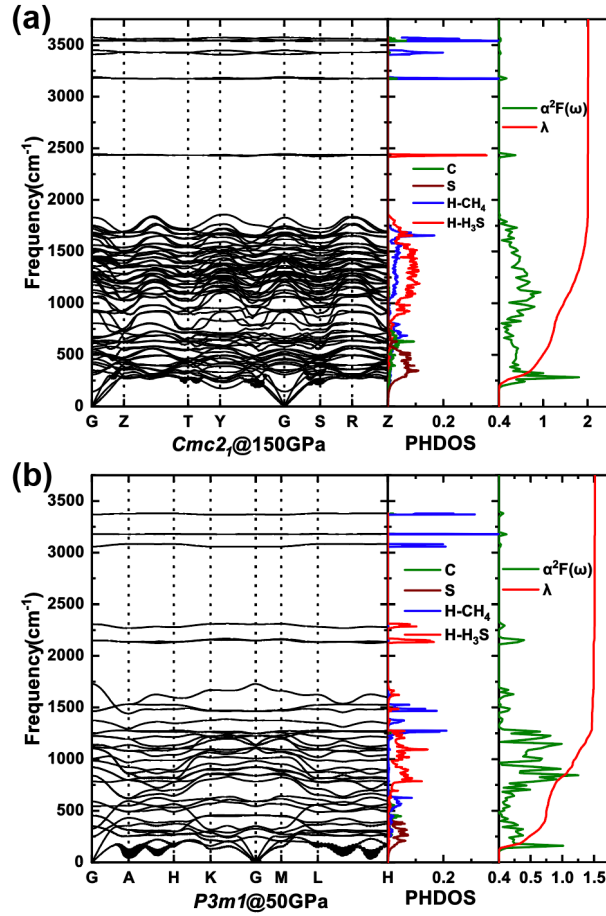 (a)
3500
3000
2500
2000
1500
1000
500
0
Frequency(cm⁻¹)
α²F(ω)
λ
C
S
H-CH₄
H-H₃S
G Z T Y G S R Z 0.2 0.4 1 2
0.4
Cmc2₁@150GPa PHDOS
(b)
3500
3000
2500
2000
1500
1000
500
0
Frequency(cm⁻¹)
C
S
H-CH₄
H-H₃S
α²F(ω)
λ
G A H K G M L H 0.2 0.4 0.5 1.0 1.5
P3m1@50GPa PHDOS